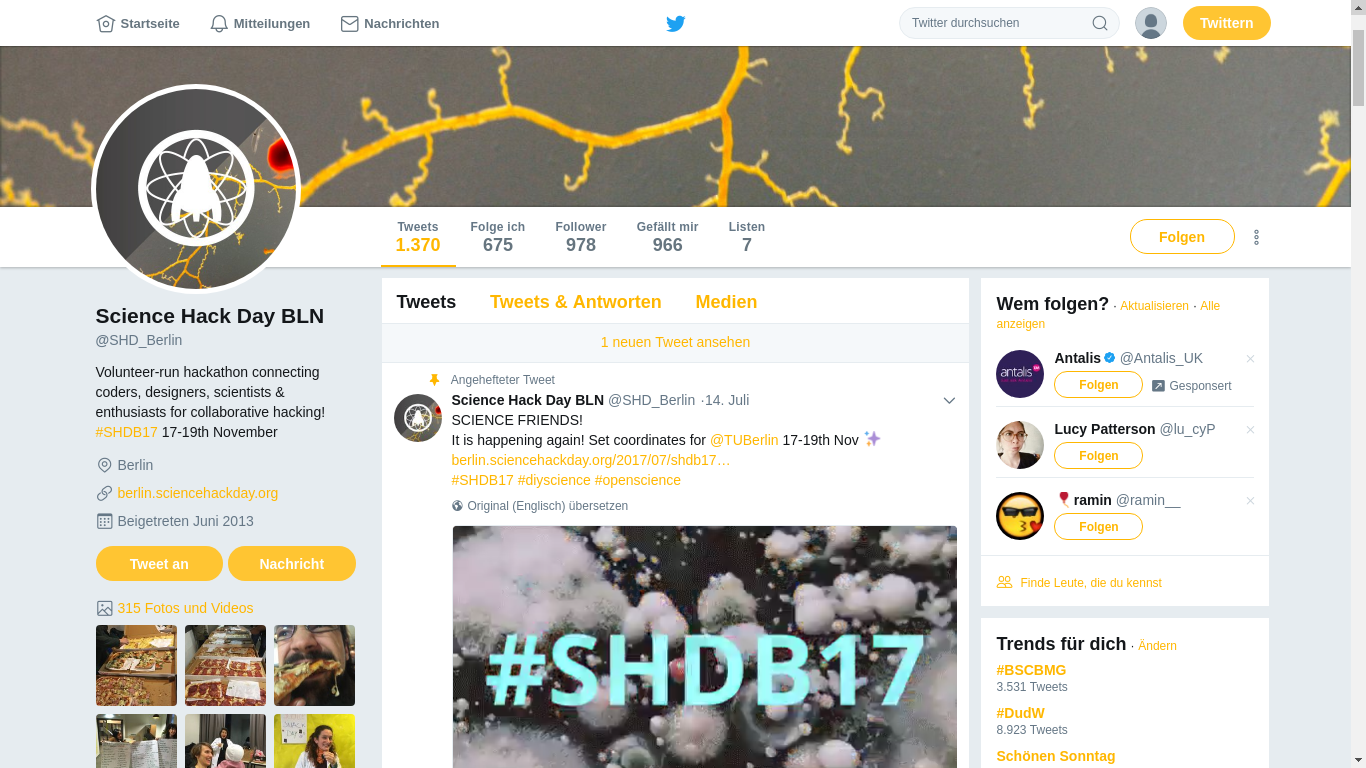 Startseite
Mitteilungen
Nachrichten
Twitter durchsuchen
Twittern
Tweets
1.370
Folge ich
675
Follower
978
Gefällt mir
966
Listen
7
Folgen
Science Hack Day BLN
@SHD_Berlin
Volunteer-run hackathon connecting
coders, designers, scientists &
enthusiasts for collaborative hacking!
#SHDB17 17-19th November
Berlin
berlin.sciencehackday.org
Beigetreten Juni 2013
Tweet an
Nachricht
315 Fotos und Videos
Tweets
Tweets & Antworten
Medien
1 neuen Tweet ansehen
Angehefteter Tweet
Science Hack Day BLN @SHD_Berlin ·14. Juli
SCIENCE FRIENDS!
It is happening again! Set coordinates for @TUBerlin 17-19th Nov ✨
berlin.sciencehackday.org/2017/07/shdb17…
#SHDB17 #diyscience #openscience
Original (Englisch) übersetzen
#SHDB17
Wem folgen? · Aktualisieren · Alle
anzeigen
antalis
Antalis @Antalis_UK
Folgen
Gesponsert
Lucy Patterson @lu_cyP
Folgen
🌹ramin @ramin__
Folgen
Finde Leute, die du kennst
Trends für dich · Ändern
#BSCBMG
3.531 Tweets
#DudW
8.923 Tweets
Schönen Sonntag